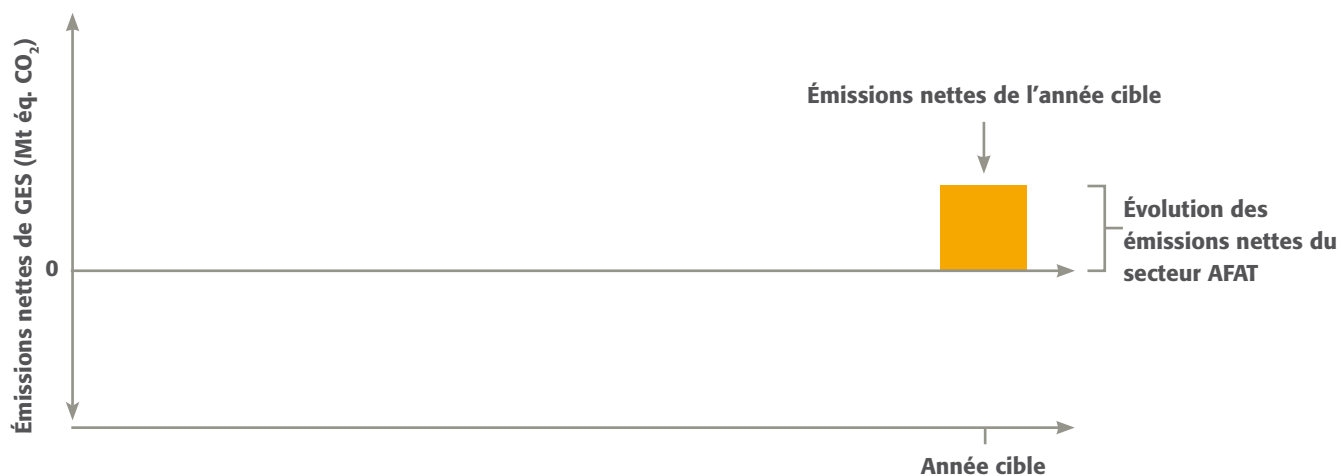 Émissions nettes de GES (Mt éq. CO₂)
Émissions nettes de l’année cible
Évolution des
émissions nettes du
secteur AFAT
0
Année cible